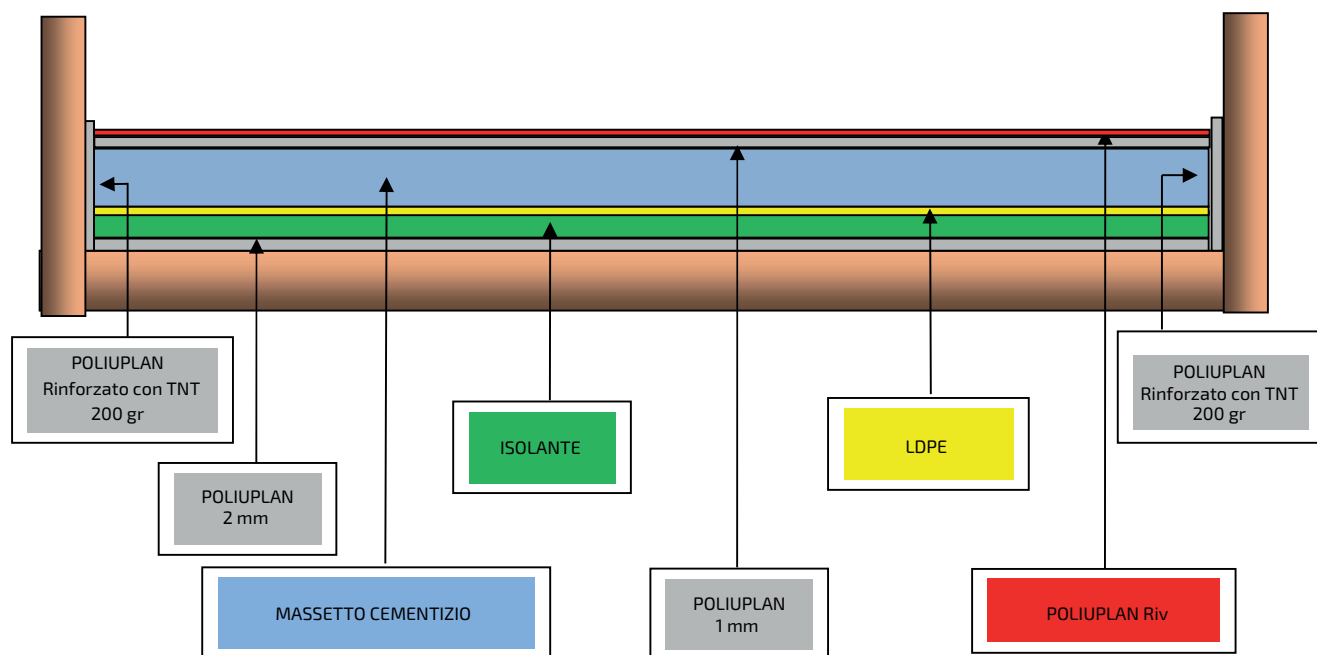 POLIUPLAN
Rinforzato con TNT
200 gr
POLIUPLAN
Rinforzato con TNT
200 gr
ISOLANTE
LDPE
POLIUPLAN
2 mm
MASSETTO CEMENTIZIO
POLIUPLAN
1 mm
POLIUPLAN Riv